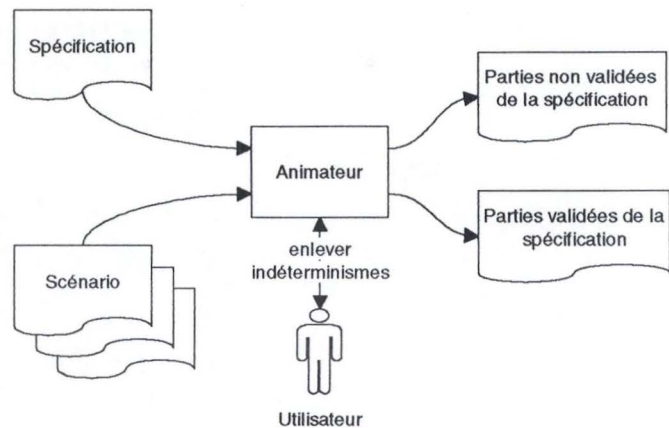 Spécification
Parties non validées
de la spécification
Animateur
Parties validées de la
spécification
enlever
indéterminismes
Scénario
Utilisateur